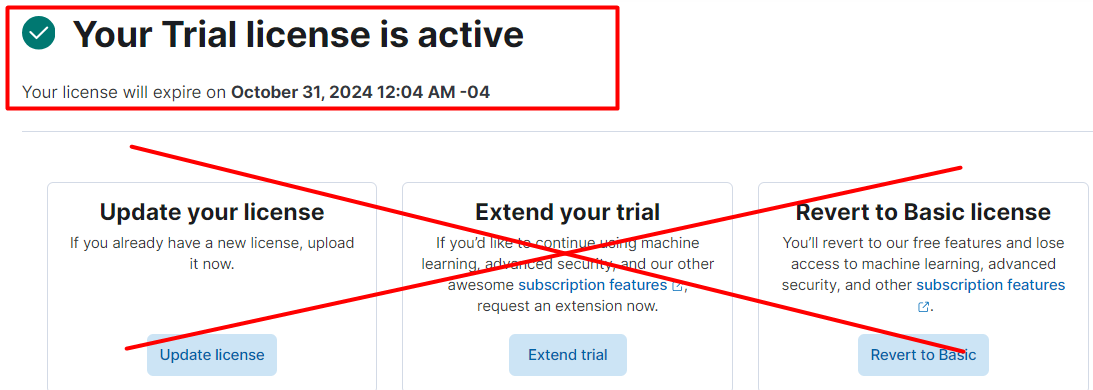 Your Trial license is active
Your license will expire on October 31, 2024 12:04 AM -04
Update your license
If you already have a new license, upload
it now.
Update license
Extend your trial
If you'd like to continue using machine
learning, advanced security, and our other
awesome subscription features,
request an extension now.
Extend trial
Revert to Basic license
You'll revert to our free features and lose
access to machine learning, advanced
security, and other subscription features
.
Revert to Basic